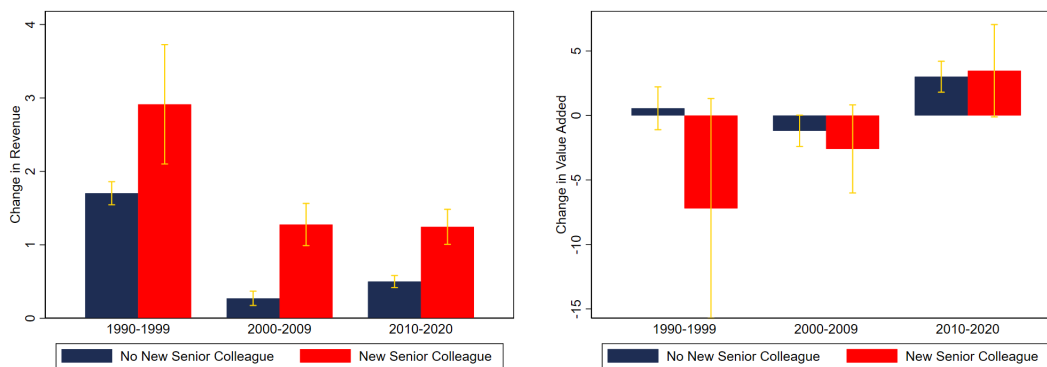 Change in Revenue
4
3
2
1
0
1990-1999 2000-2009 2010-2020
No New Senior Colleague New Senior Colleague
Change in Value Added
5
0
-5
-10
-15
1990-1999 2000-2009 2010-2020
No New Senior Colleague New Senior Colleague